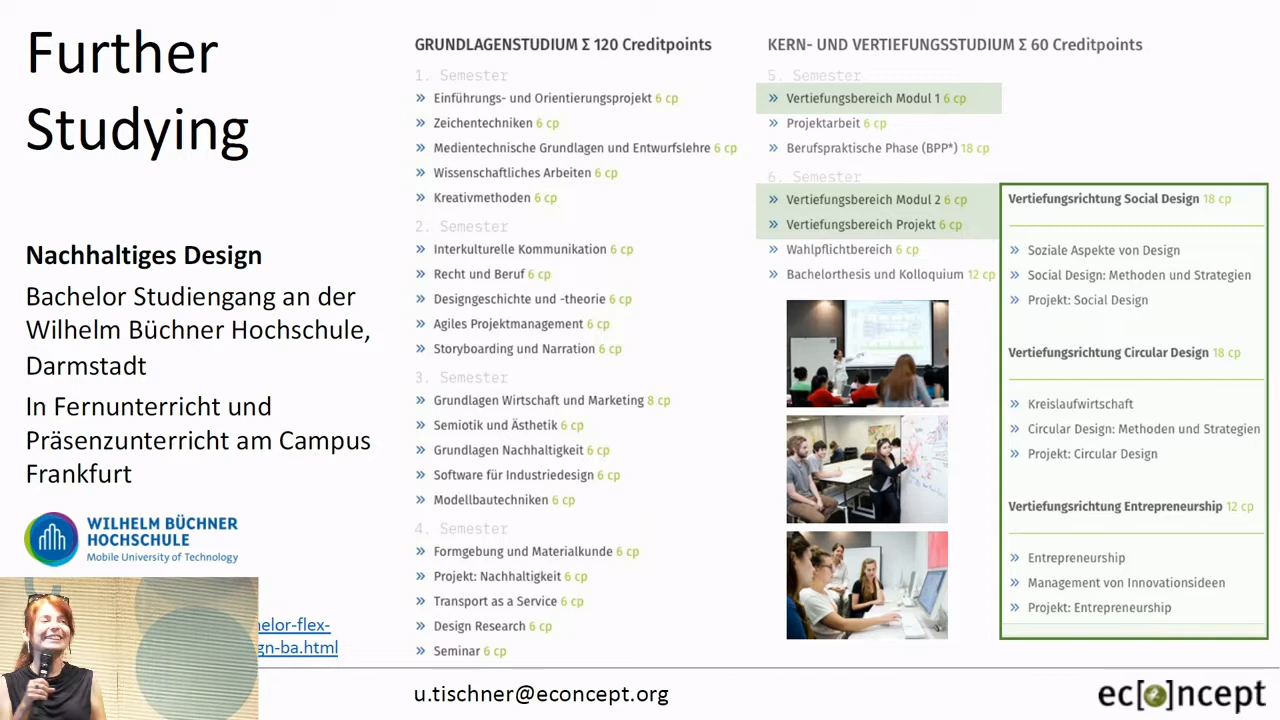 Further
Studying
Nachhaltiges Design
Bachelor Studiengang an der
Wilhelm Büchner Hochschule,
Darmstadt
In Fernunterricht und
Präsenzunterricht am Campus
Frankfurt
WILHELM BÜCHNER
HOCHSCHULE
Mobile University of Technology
helor-flex-
gn-ba.html
GRUNDLAGENSTUDIUM Σ 120 Creditpoints
1. Semester
» Einführungs- und Orientierungsprojekt 6 cp
» Zeichentechniken 6 cp
» Medientechnische Grundlagen und Entwurfslehre 6 cp
» Wissenschaftliches Arbeiten 6 cp
» Kreativmethoden 6 cp
2. Semester
» Interkulturelle Kommunikation 6 cp
» Recht und Beruf 6 cp
» Designgeschichte und -theorie 6 cp
» Agiles Projektmanagement 6 cp
» Storyboarding und Narration 6 cp
3. Semester
» Grundlagen Wirtschaft und Marketing 8 cp
» Semiotik und Ästhetik 6 cp
» Grundlagen Nachhaltigkeit 6 cp
» Software für Industriedesign 6 cp
» Modellbautechniken 6 cp
4. Semester
» Formgebung und Materialkunde 6 cp
» Projekt: Nachhaltigkeit 6 cp
» Transport as a Service 6 cp
» Design Research 6 cp
» Seminar 6 cp
KERN- UND VERTIEFUNGSSTUDIUM Σ 60 Creditpoints
5. Semester
» Vertiefungsbereich Modul 1 6 cp
» Projektarbeit 6 cp
» Berufspraktische Phase (BPP*) 18 cp
6. Semester
» Vertiefungsbereich Modul 2 6 cp
» Vertiefungsbereich Projekt 6 cp
» Wahlpflichtbereich 6 cp
» Bachelorthesis und Kolloquium 12 cp
Vertiefungsrichtung Social Design 18 cp
» Soziale Aspekte von Design
» Social Design: Methoden und Strategien
» Projekt: Social Design
Vertiefungsrichtung Circular Design 18 cp
» Kreislaufwirtschaft
» Circular Design: Methoden und Strategien
» Projekt: Circular Design
Vertiefungsrichtung Entrepreneurship 12 cp
» Entrepreneurship
» Management von Innovationsideen
» Projekt: Entrepreneurship
u.tischner@econcept.org
ec[o]ncept